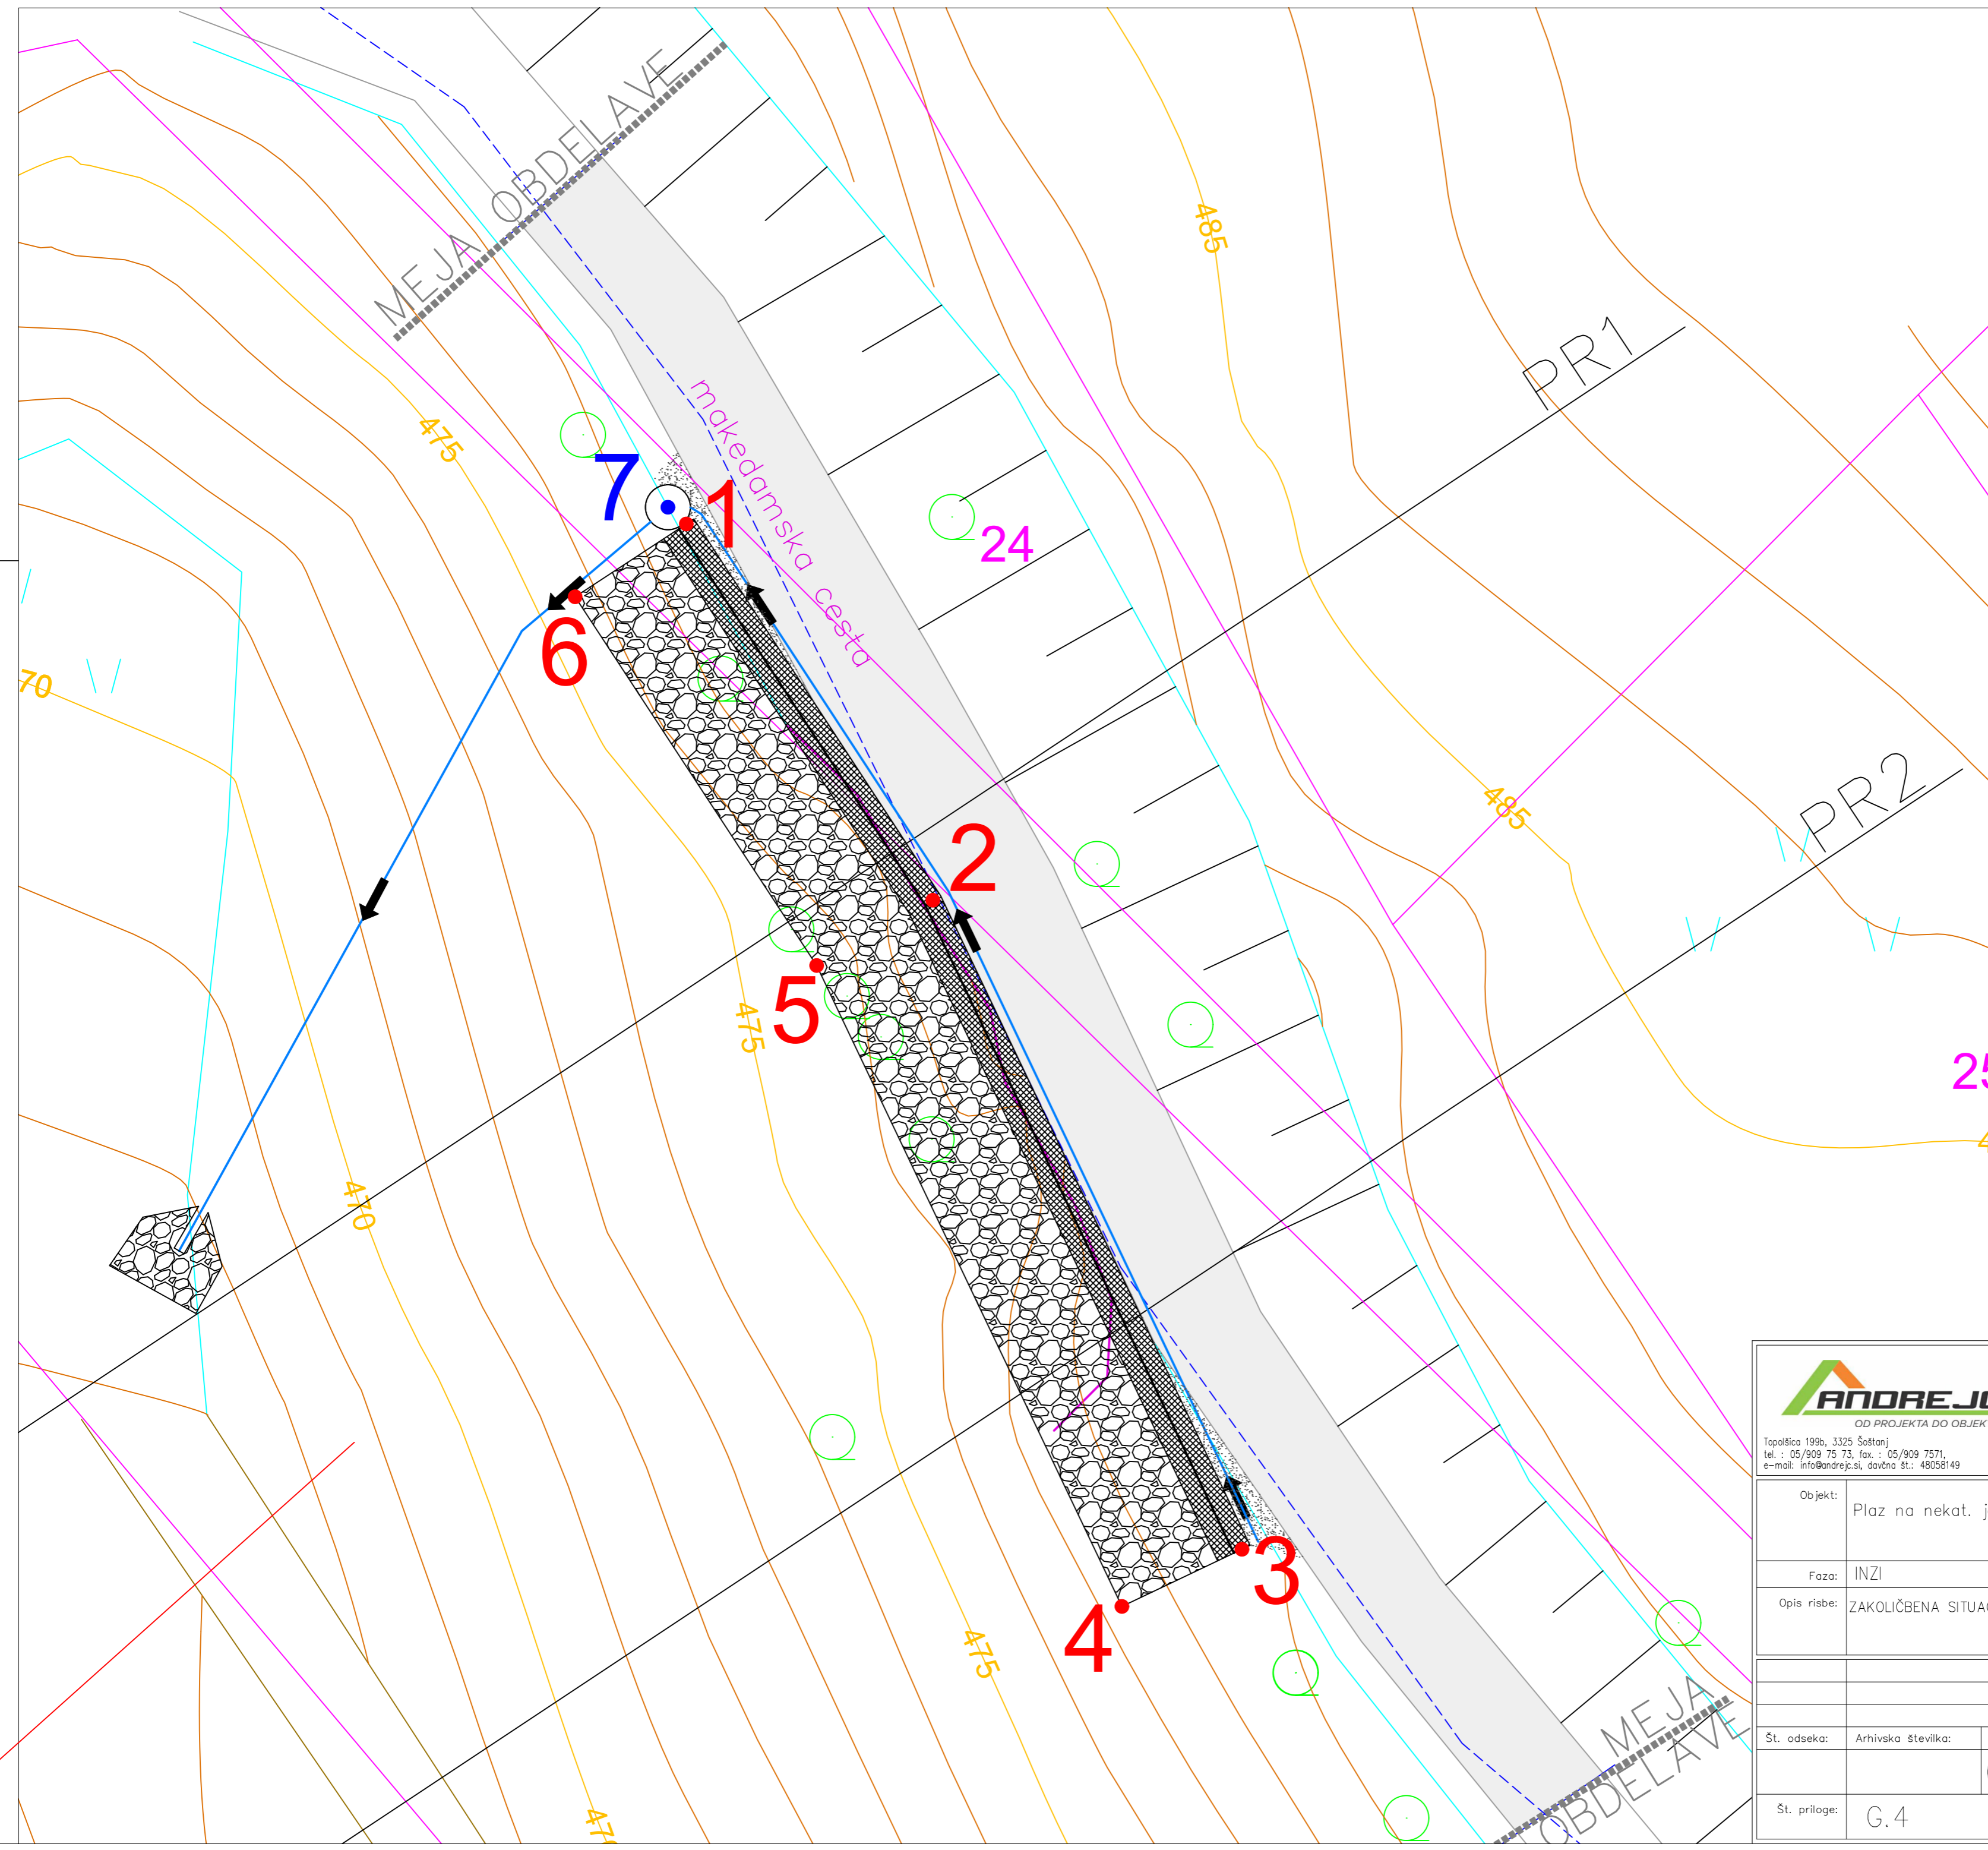 MEJA OBDELAVE
485
PR1
475
makedamska cesta
7
1
24
6
70
PR2
485
2
5
475
25
470
3
4
475
MEJA
OBDELAVE
OD PROJEKTA DO OBJEK
Topolšica 199b, 3325 Šoštanj
tel. : 05/909 75 73, fax. : 05/909 7571,
e-mail: info@andrejc.si, davčna št.: 48058149
Objekt:
Plaz na nekat. j
Faza:
INZI
Opis risbe:
ZAKOLIČBENA SITUA
Št. odseka:
Arhivska številka:
Št. priloge:
G.4